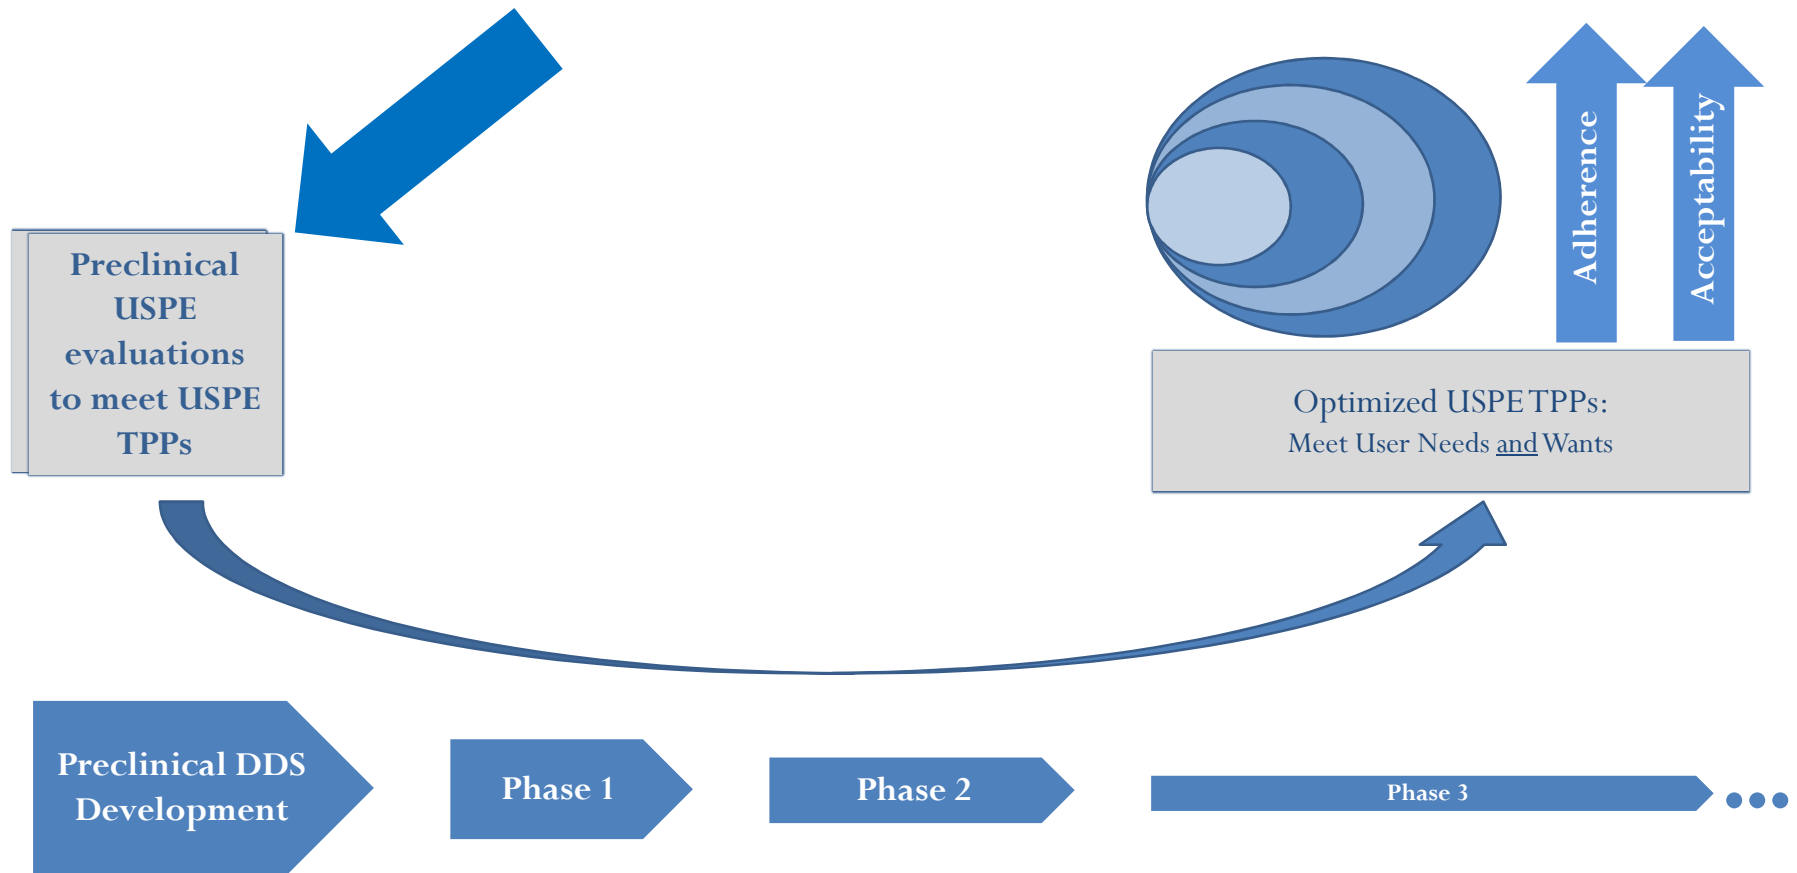 Preclinical
USPE
evaluations
to meet USPE
TPPs
Adherence
Acceptability
Optimized USPE TPPs:
Meet User Needs and Wants
Preclinical DDS
Development
Phase 1
Phase 2
Phase 3